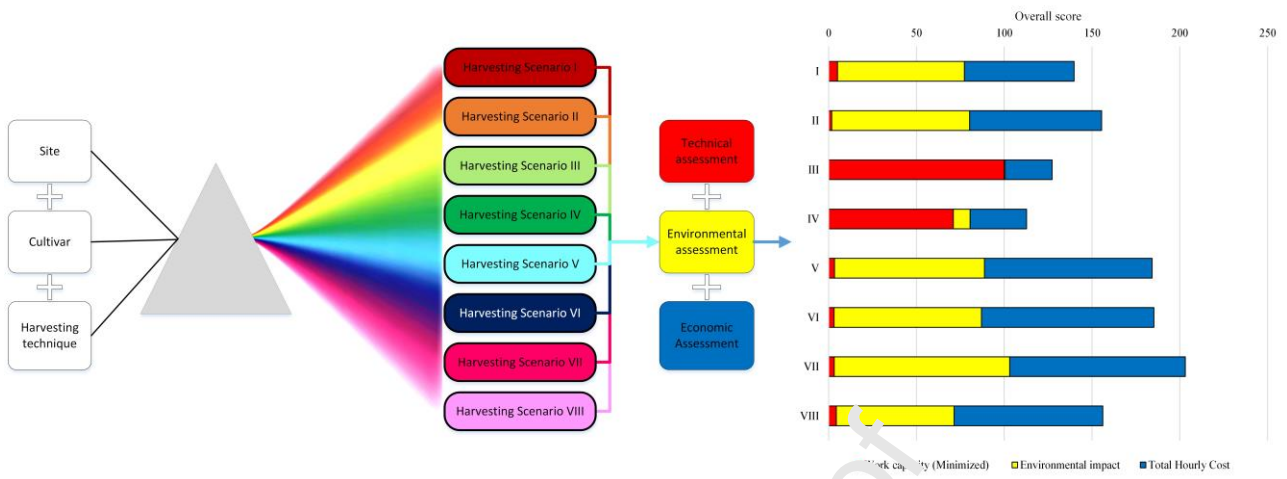 Site
Cultivar
Harvesting
technique
Harvesting Scenario I
Harvesting Scenario II
Harvesting Scenario III
Harvesting Scenario IV
Harvesting Scenario V
Harvesting Scenario VI
Harvesting Scenario VII
Harvesting Scenario VIII
Technical
assessment
Environmental
assessment
Economic
Assessment
Overall score
0 50 100 150 200 250
I
II
III
IV
V
VI
VII
VIII
capacity (Minimized) Environmental impact Total Hourly Cost
of